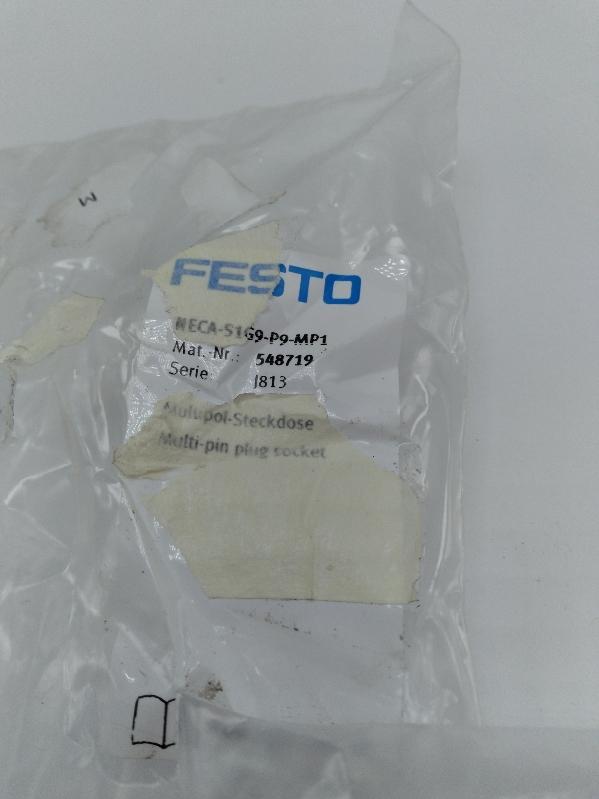 M
FESTO
NECA-S1G9-P9-MP1
Mat.-Nr.: 548719
Serie: J813
Multipol-Steckdose
Multi-pin plug socket